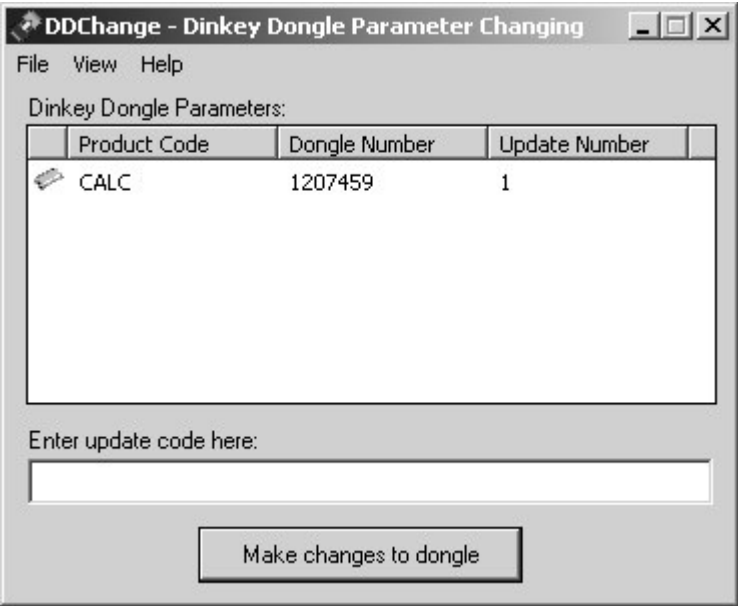 DDChange - Dinkey Dongle Parameter Changing
File View Help
Dinkey Dongle Parameters:
Product Code Dongle Number Update Number
CALC 1207459 1
Enter update code here:
Make changes to dongle